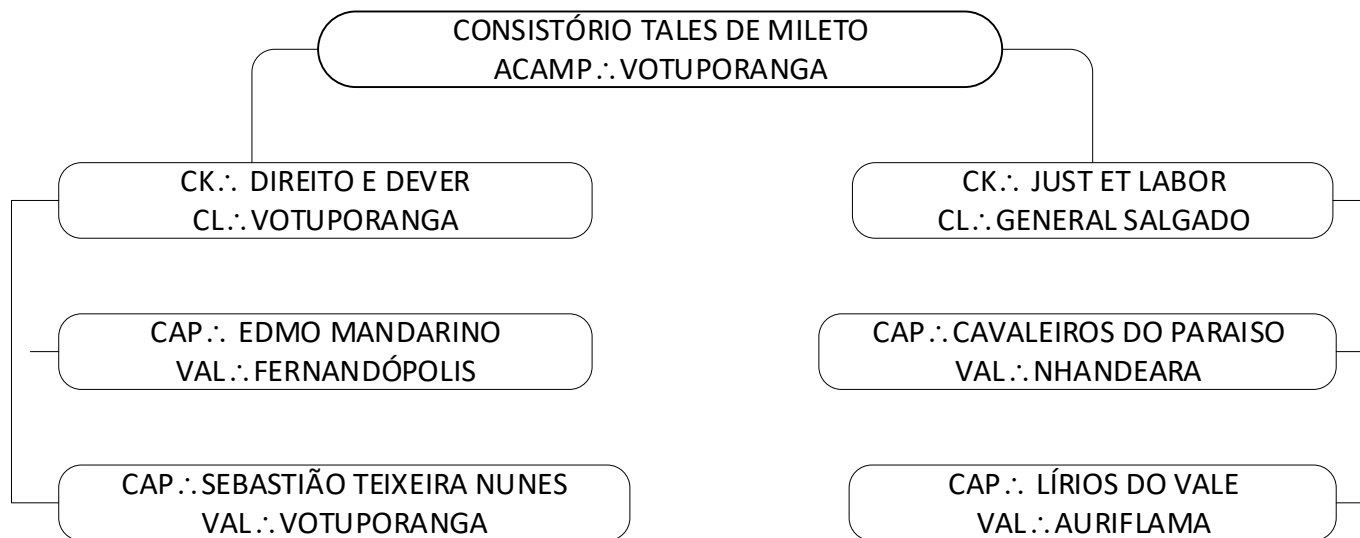 CONSISTÓRIO TALES DE MILETO
ACAMP∴ VOTUPORANGA
CK∴ DIREITO E DEVER
CL∴ VOTUPORANGA
CK∴ JUST ET LABOR
CL∴ GENERAL SALGADO
CAP∴ EDMO MANDARINO
VAL∴ FERNANDÓPOLIS
CAP∴ CAVALEIROS DO PARAISO
VAL∴ NHANDEARA
CAP∴ SEBASTIÃO TEIXEIRA NUNES
VAL∴ VOTUPORANGA
CAP∴ LÍRIOS DO VALE
VAL∴ AURIFLAMA